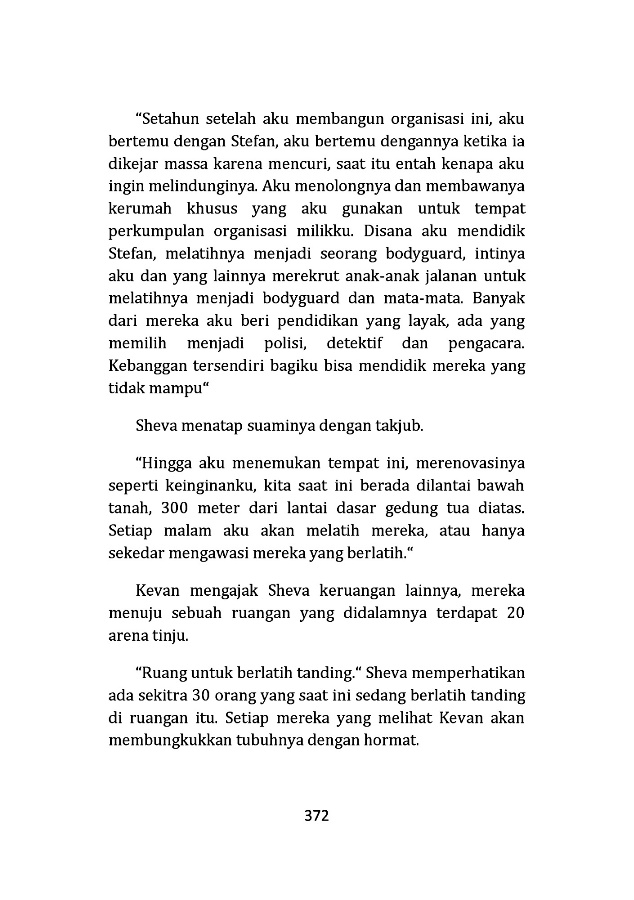 “Setahun setelah aku membangun organisasi ini, aku
bertemu dengan Stefan, aku bertemu dengannya ketika ia
dikejar massa karena mencuri, saat itu entah kenapa aku
ingin melindunginya. Aku menolongnya dan membawanya
kerumah khusus yang aku gunakan untuk tempat
perkumpulan organisasi milikku. Disana aku mendidik
Stefan, melatihnya menjadi seorang bodyguard, intinya
aku dan yang lainnya merekrut anak-anak jalanan untuk
melatihnya menjadi bodyguard dan mata-mata. Banyak
dari mereka aku beri pendidikan yang layak, ada yang
memilih menjadi polisi, detektif dan pengacara.
Kebanggan tersendiri bagiku bisa mendidik mereka yang
tidak mampu“
Sheva menatap suaminya dengan takjub.
“Hingga aku menemukan tempat ini, merenovasinya
seperti keinginanku, kita saat ini berada dilantai bawah
tanah, 300 meter dari lantai dasar gedung tua diatas.
Setiap malam aku akan melatih mereka, atau hanya
sekedar mengawasi mereka yang berlatih.“
Kevan mengajak Sheva keruangan lainnya, mereka
menuju sebuah ruangan yang didalamnya terdapat 20
arena tinju.
“Ruang untuk berlatih tanding.“ Sheva memperhatikan
ada sekitra 30 orang yang saat ini sedang berlatih tanding
di ruangan itu. Setiap mereka yang melihat Kevan akan
membungkukkan tubuhnya dengan hormat.
372